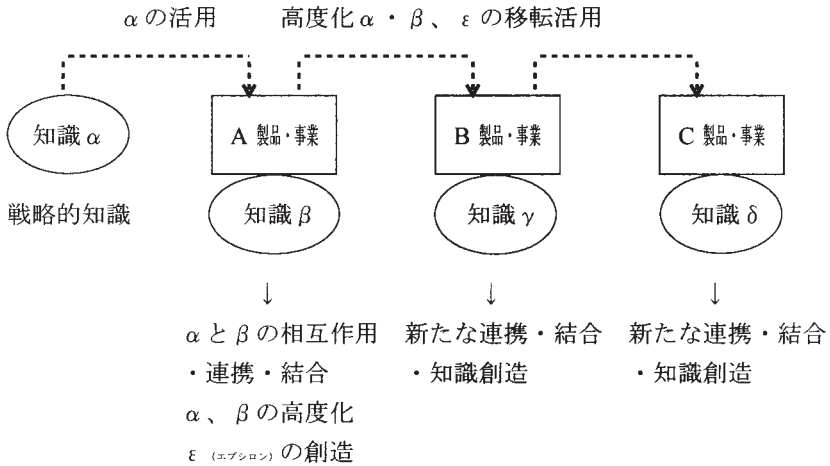 αの活用　高度化α・β、εの移転活用
知識α　A 製品・事業　B 製品・事業　C 製品・事業
戦略的知識　知識β　知識γ　知識δ
↓　↓　↓
αとβの相互作用　新たな連携・結合　新たな連携・結合
・連携・結合　・知識創造　・知識創造
α、βの高度化
ε（エプシロン）の創造